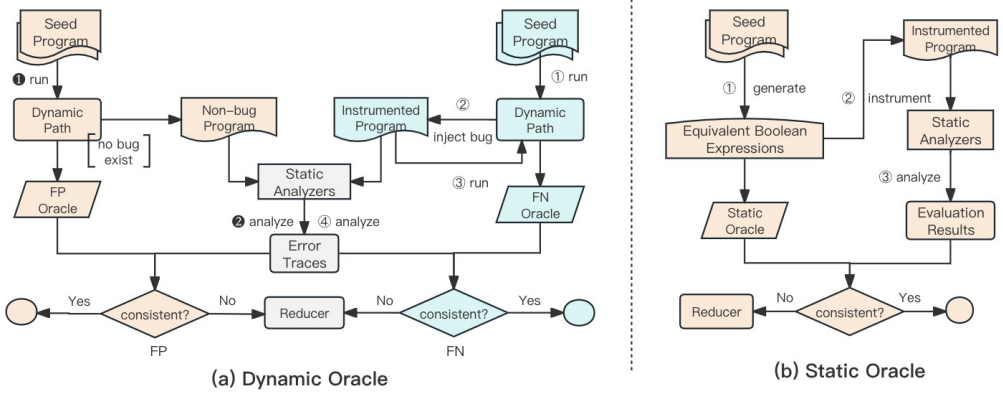 Seed
Program
❶ run
Dynamic
Path
no bug
exist
FP
Oracle
Non-bug
Program
Instrumented
Program
②
inject bug
Seed
Program
① run
Dynamic
Path
③ run
FN
Oracle
Static
Analyzers
❷ analyze
④ analyze
Error
Traces
Yes
consistent?
No
Reducer
No
consistent?
Yes
FP
FN
(a) Dynamic Oracle
Seed
Program
① generate
②
instrument
Instrumented
Program
Equivalent Boolean
Expressions
Static
Analyzers
③ analyze
Static
Oracle
Evaluation
Results
Reducer
No
consistent?
Yes
(b) Static Oracle